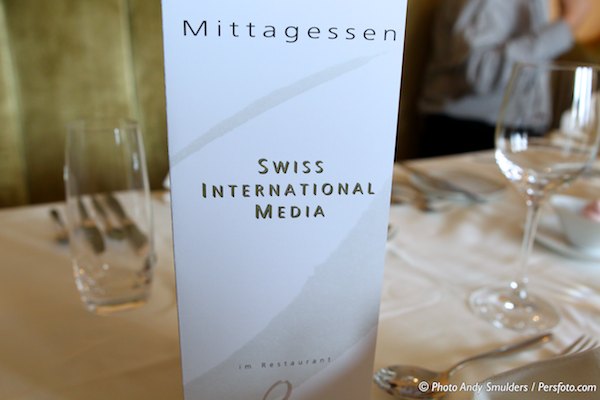 Mittagessen
SWISS
INTERNATIONAL
MEDIA
im Restaurant
© Photo Andy Smulders / Persfoto.com